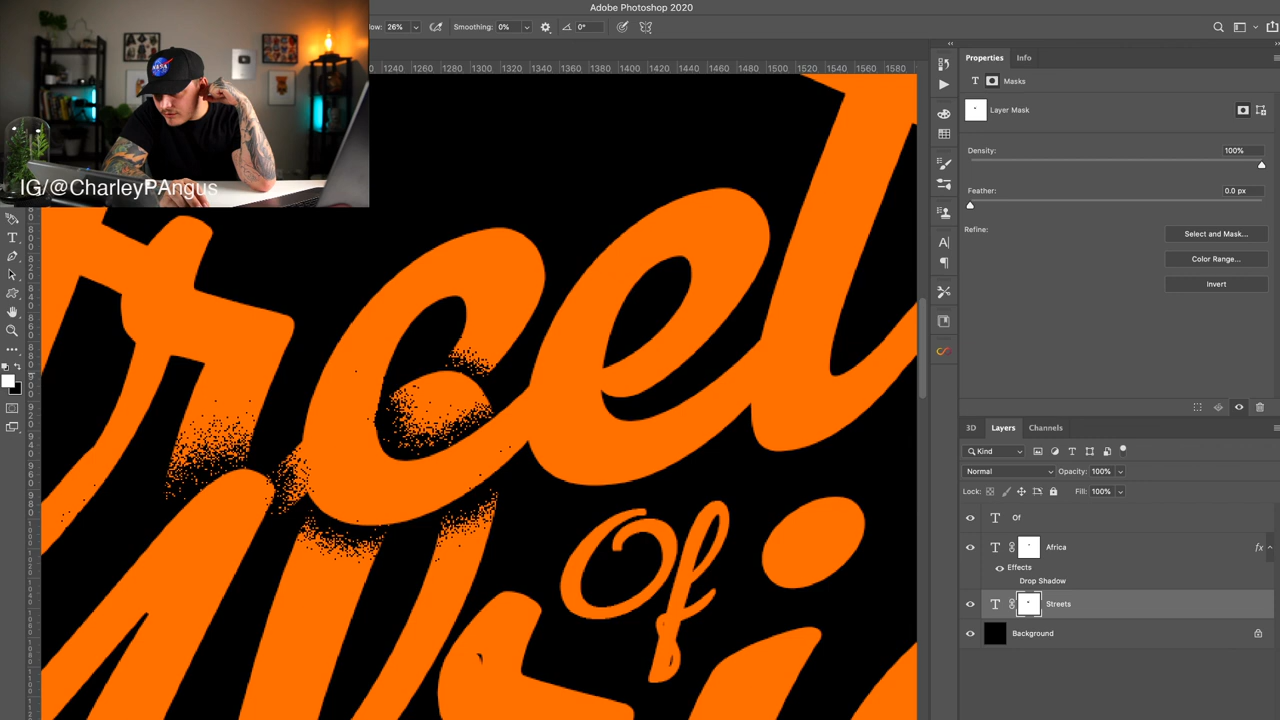 Adobe Photoshop 2020
NASA
IG/@CharleyPAngus
low: 26%
Smoothing: 0%
0°
1240 1260 1280 1300 1320 1340 1360 1380 1400 1420 1440 1460 1480 1500 1520 1540 1560 1580
Properties
Info
Masks
Layer Mask
Density:
100%
Feather:
0.0 px
Refine:
Select and Mask...
Color Range...
Invert
3D
Layers
Channels
Kind
Normal
Opacity: 100%
Lock:
Fill: 100%
Of
Africa
fx
Effects
Drop Shadow
Streets
Background
Of